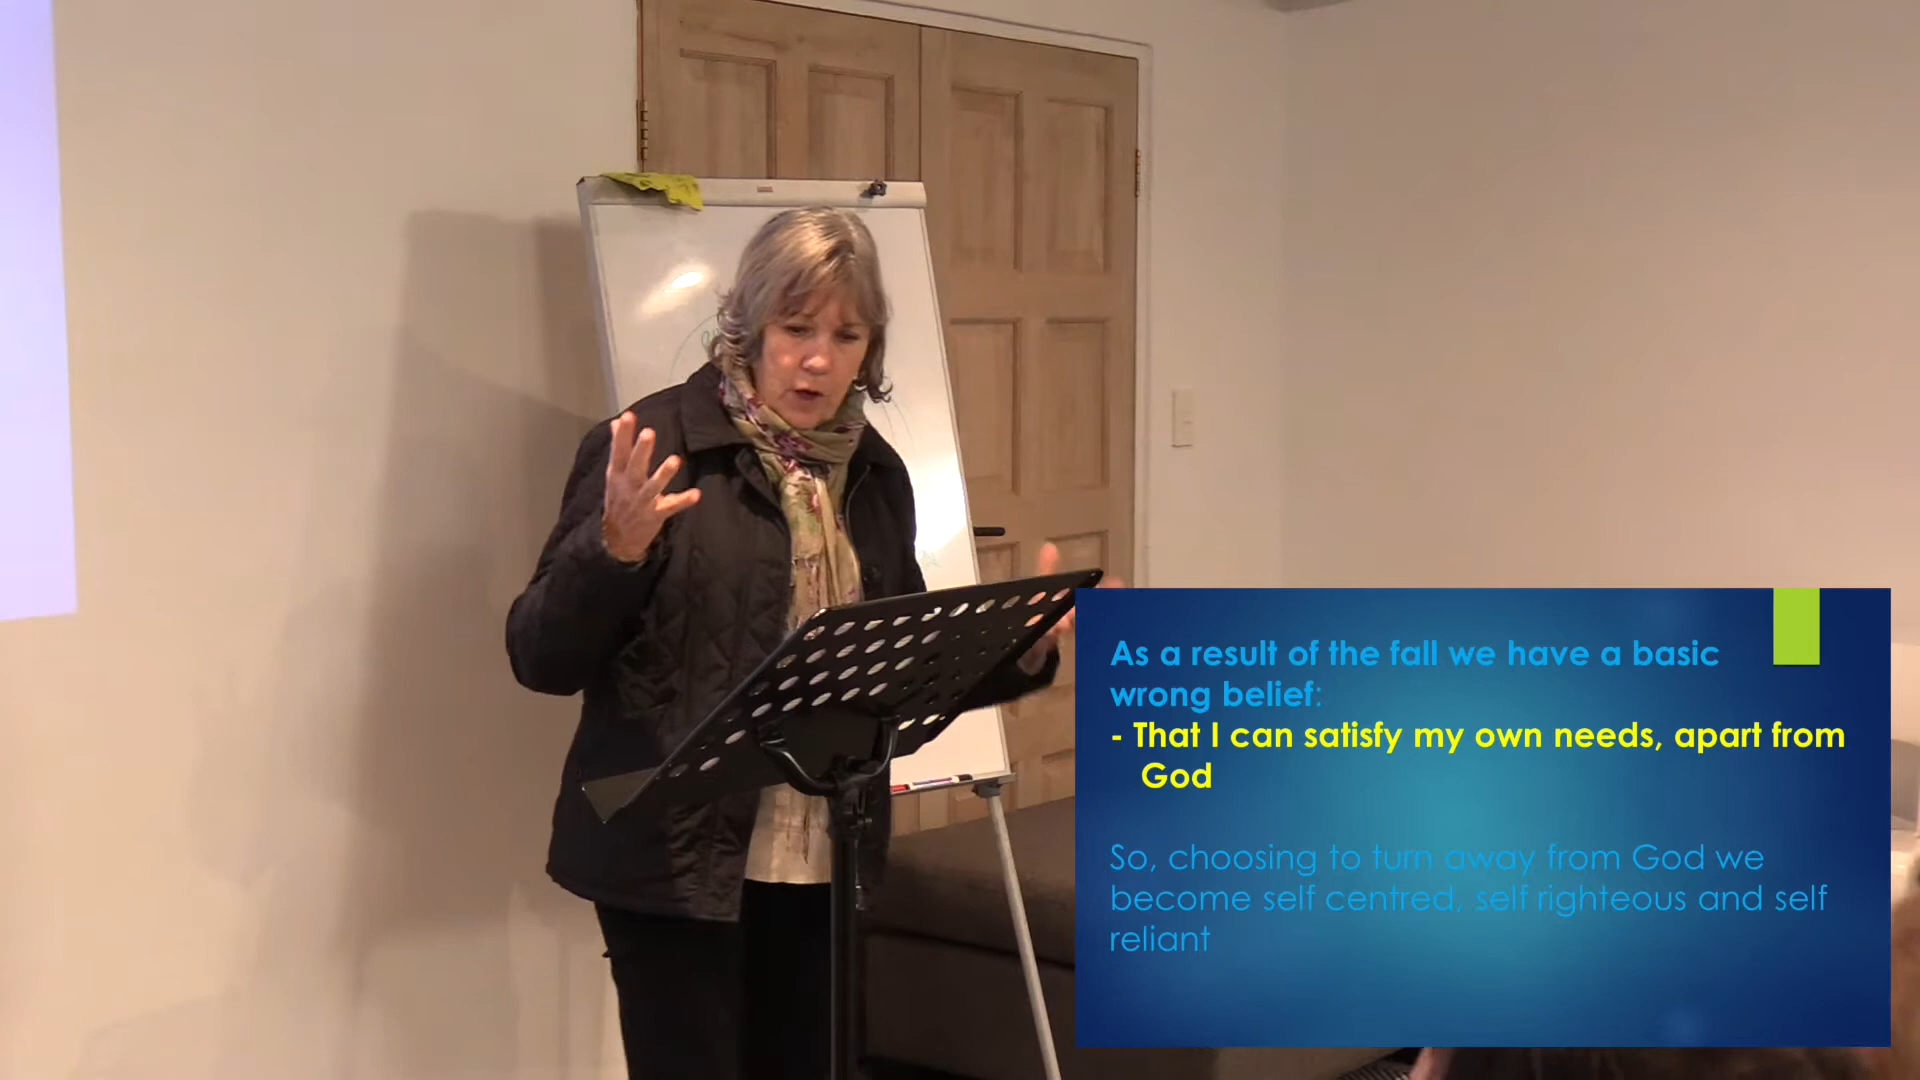 As a result of the fall we have a basic
wrong belief:
- That I can satisfy my own needs, apart from
God
So, choosing to turn away from God we
become self centred, self righteous and self
reliant